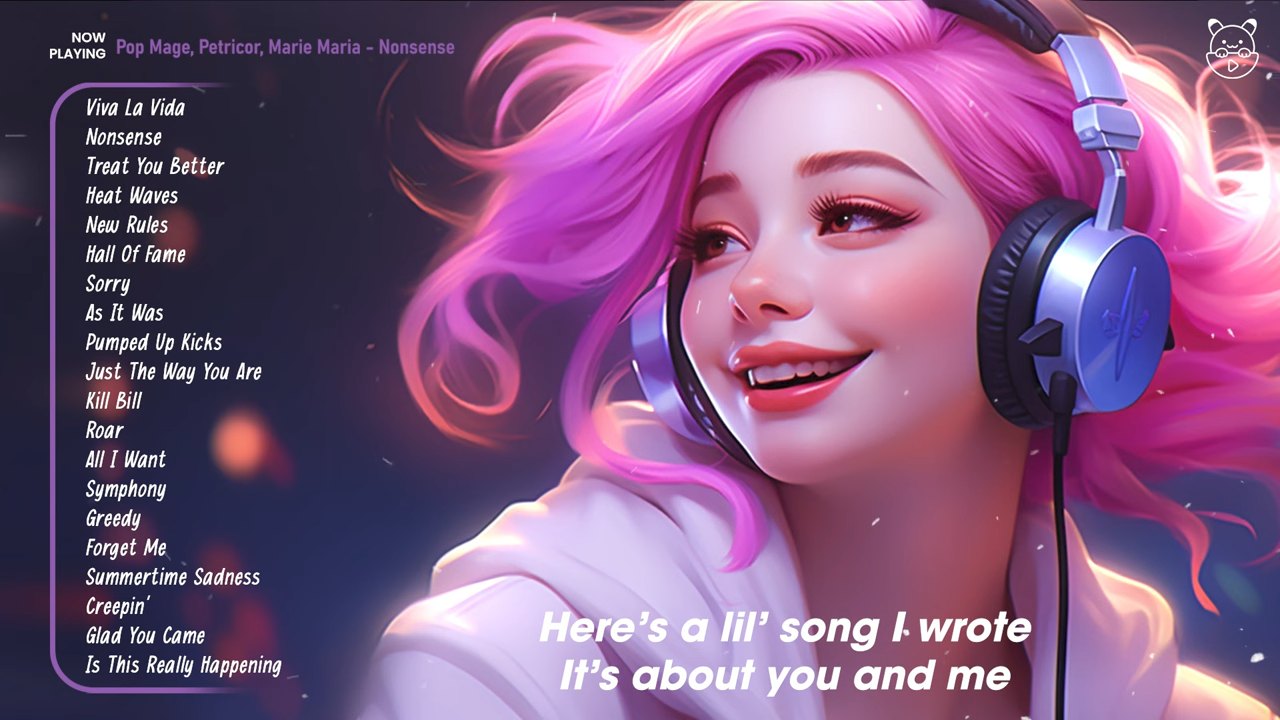 NOW
PLAYING
Pop Mage, Petricor, Marie Maria - Nonsense
Viva La Vida
Nonsense
Treat You Better
Heat Waves
New Rules
Hall Of Fame
Sorry
As It Was
Pumped Up Kicks
Just The Way You Are
Kill Bill
Roar
All I Want
Symphony
Greedy
Forget Me
Summertime Sadness
Creepin'
Glad You Came
Is This Really Happening
Here's a lil' song I wrote
It's about you and me